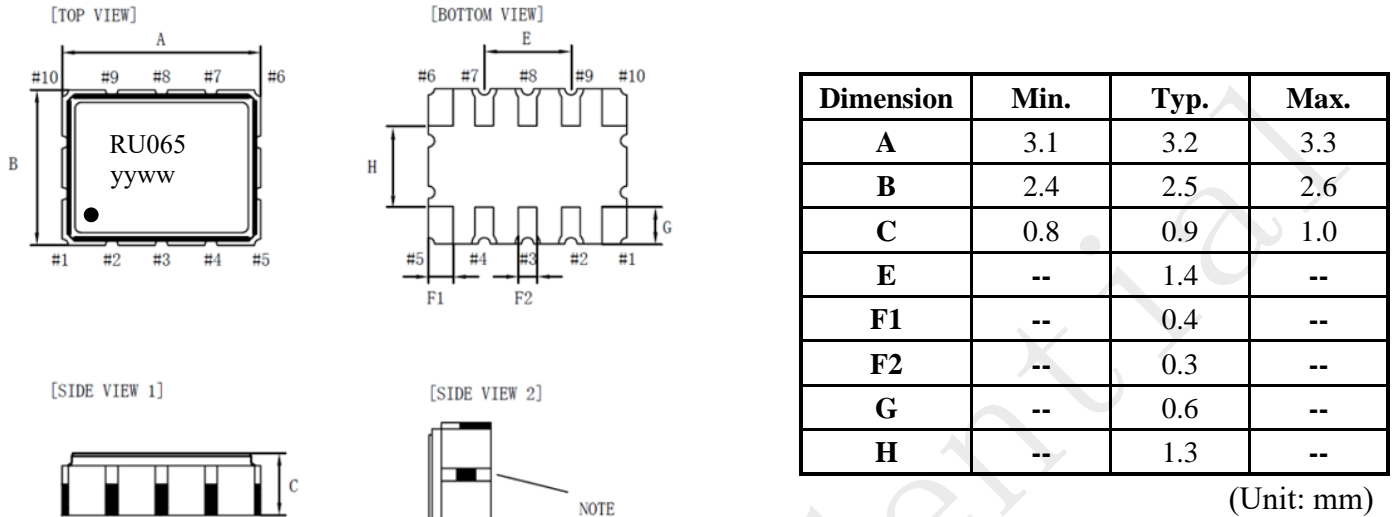 [TOP VIEW]
A
#10 #9 #8 #7 #6
B
RU065
yyww
#1 #2 #3 #4 #5
[BOTTOM VIEW]
E
#6 #7 #8 #9 #10
H
G
#5 #4 #3 #2 #1
F1 F2
[SIDE VIEW 1]
C
[SIDE VIEW 2]
NOTE
Dimension Min. Typ. Max.
A 3.1 3.2 3.3
B 2.4 2.5 2.6
C 0.8 0.9 1.0
E -- 1.4 --
F1 -- 0.4 --
F2 -- 0.3 --
G -- 0.6 --
H -- 1.3 --
(Unit: mm)
dential